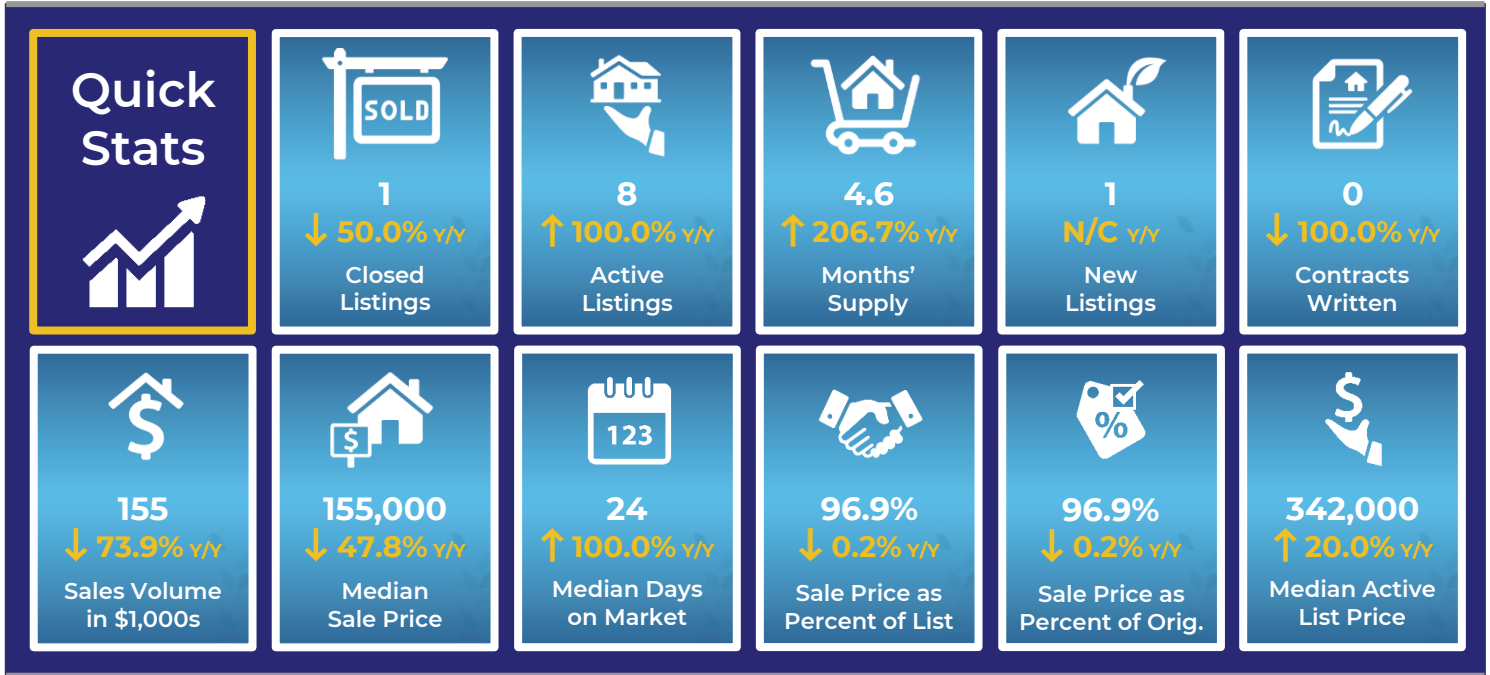 Quick
Stats
SOLD
1
↓ 50.0% Y/Y
Closed
Listings
8
↑ 100.0% Y/Y
Active
Listings
4.6
↑ 206.7% Y/Y
Months'
Supply
1
N/C Y/Y
New
Listings
0
↓ 100.0% Y/Y
Contracts
Written
$
155
↓ 73.9% Y/Y
Sales Volume
in $1,000s
$
155,000
↓ 47.8% Y/Y
Median
Sale Price
123
24
↑ 100.0% Y/Y
Median Days
on Market
96.9%
↓ 0.2% Y/Y
Sale Price as
Percent of List
%
96.9%
↓ 0.2% Y/Y
Sale Price as
Percent of Orig.
$
342,000
↑ 20.0% Y/Y
Median Active
List Price